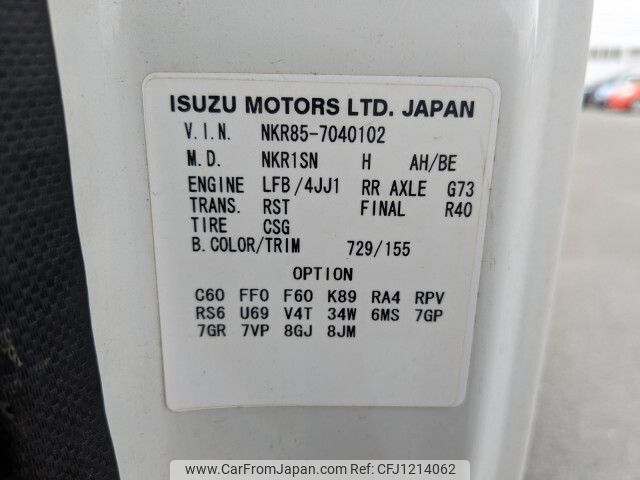 ISUZU MOTORS LTD. JAPAN
V.I.N. NKR85-7040102
M.D. NKR1SN H AH/BE
ENGINE LFB/4JJ1 RR AXLE G73
TRANS. RST FINAL R40
TIRE CSG
B.COLOR/TRIM 729/155
OPTION
C60 FF0 F60 K89 RA4 RPV
RS6 U69 V4T 34W 6MS 7GP
7GR 7VP 8GJ 8JM
www.CarFromJapan.com | CFJ1214062